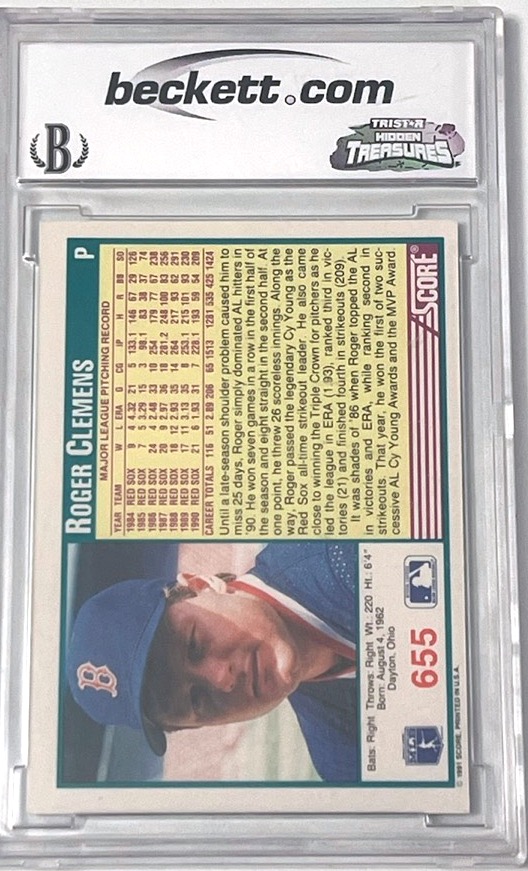 beckett.com
B
TRISTAR
HIDDEN
TREASURES
ROGER CLEMENS P
MAJOR LEAGUE PITCHING RECORD
YEAR TEAM W L ERA G CG IP H R BB SO
1984 RED SOX 9 4 4.32 21 5 133.1 146 67 29 126
1985 RED SOX 7 5 3.29 15 3 98.1 83 38 37 74
1986 RED SOX 24 4 2.48 33 10 254 179 77 67 238
1987 RED SOX 20 9 2.97 36 18 281.2 248 100 83 256
1988 RED SOX 18 12 2.93 35 14 264 217 93 62 291
1989 RED SOX 17 11 3.13 35 8 253.1 215 101 93 230
1990 RED SOX 21 6 1.93 31 7 228.1 193 59 54 209
CAREER TOTALS 116 51 2.89 206 65 1513 1281 535 425 1424
Until a late-season shoulder problem caused him to
miss 25 days, Roger simply dominated AL hitters in
'90. He won seven games in a row in the first half of
the season and eight straight in the second half. At
one point, he threw 26 scoreless innings. Along the
way, Roger passed the legendary Cy Young as the
Red Sox all-time strikeout leader. He also came
close to winning the Triple Crown for pitchers as he
led the league in ERA (1.93), ranked third in vic-
tories (21) and finished fourth in strikeouts (209).
It was shades of '86 when Roger topped the AL
in victories and ERA, while ranking second in
strikeouts. That year, he won the first of two suc-
cessive AL Cy Young Awards and the MVP Award.
SCORE®
B
Bats: Right Throws: Right Wt.: 220 Ht.: 6'4"
Born: August 4, 1962
Dayton, Ohio
655
© 1991 SCORE, PRINTED IN U.S.A.